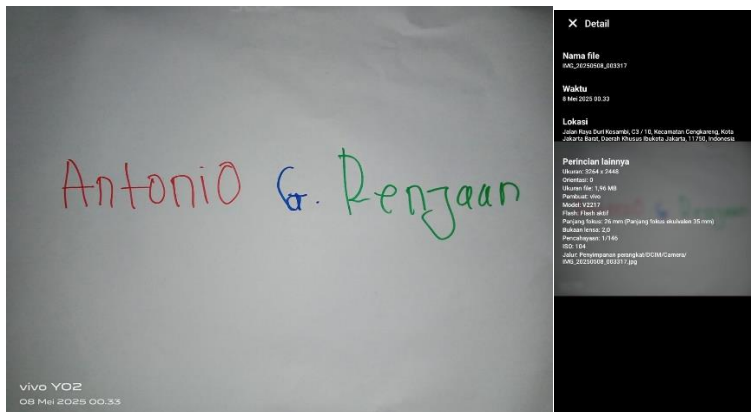 Antonio G. Renjaan
vivo Y02
08 Mei 2025 00.33
Detail
Nama file
IMG_20250508_003317
Waktu
8 Mei 2025 00.33
Lokasi
Jalan Raya Duri Kosambi, C3 / 10, Kecamatan Cengkareng, Kota
Jakarta Barat, Daerah Khusus Ibukota Jakarta, 11750, Indonesia
Perincian lainnya
Ukuran: 3264 x 2448
Orientasi: 0
Ukuran file: 1,96 MB
Pembuat: vivo
Model: V2217
Flash: Flash aktif
Panjang fokus: 26 mm (Panjang fokus ekuivalen 35 mm)
Bukaan lensa: 2,0
Pencahayaan: 1/146
ISO: 104
Jalur: Penyimpanan perangkat/DCIM/Camera/
IMG_20250508_003317.jpg